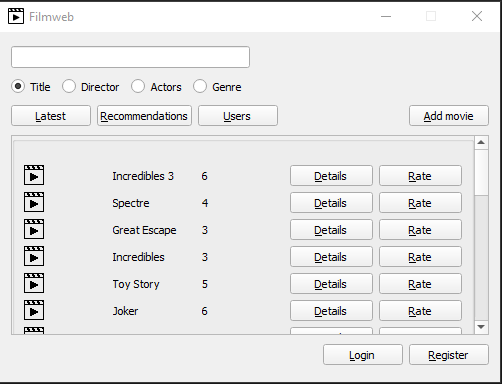 Filmweb
Title Director Actors Genre
Latest Recommendations Users Add movie
Incredibles 3 6 Details Rate
Spectre 4 Details Rate
Great Escape 3 Details Rate
Incredibles 3 Details Rate
Toy Story 5 Details Rate
Joker 6 Details Rate
Login Register